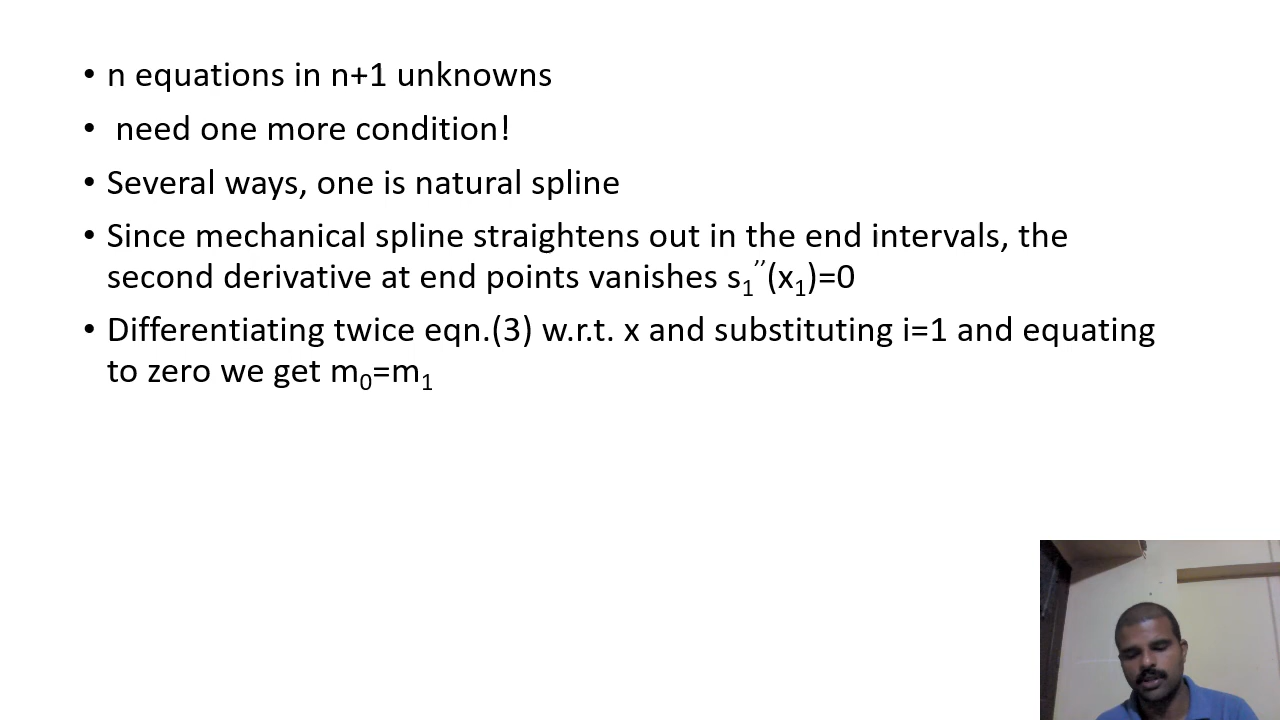 • n equations in n+1 unknowns
• need one more condition!
• Several ways, one is natural spline
• Since mechanical spline straightens out in the end intervals, the
second derivative at end points vanishes s₁’’(x₁)=0
• Differentiating twice eqn.(3) w.r.t. x and substituting i=1 and equating
to zero we get m₀=m₁